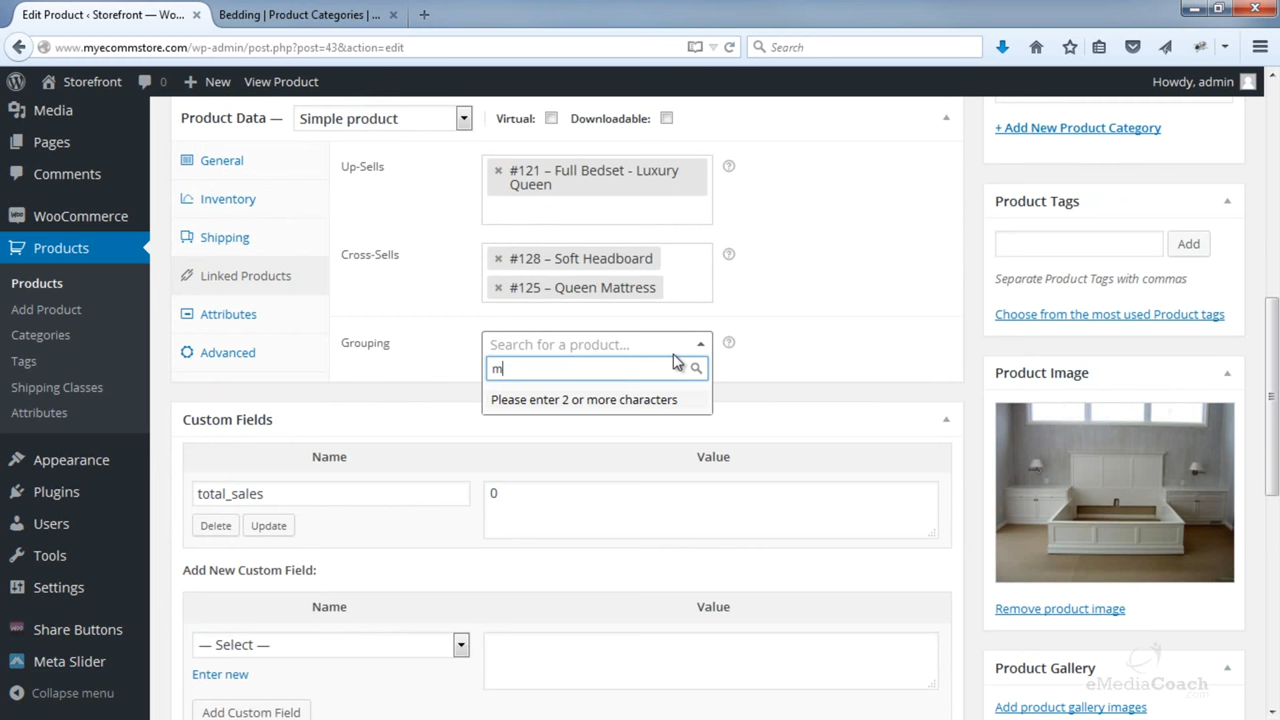 Edit Product ‹ Storefront — Wo...
Bedding | Product Categories | ...
www.myecommstore.com/wp-admin/post.php?post=43&action=edit
Search
Storefront
0
New
View Product
Howdy, admin
Media
Pages
Comments
WooCommerce
Products
Products
Add Product
Categories
Tags
Shipping Classes
Attributes
Appearance
Plugins
Users
Tools
Settings
Share Buttons
Meta Slider
Collapse menu
Product Data —
Simple product
Virtual:
Downloadable:
General
Inventory
Shipping
Linked Products
Attributes
Advanced
Up-Sells
#121 – Full Bedset - Luxury
Queen
Cross-Sells
#128 – Soft Headboard
#125 – Queen Mattress
Grouping
Search for a product...
m
Please enter 2 or more characters
Custom Fields
Name
Value
total_sales
0
Delete
Update
Add New Custom Field:
Name
Value
— Select —
Enter new
Add Custom Field
+ Add New Product Category
Product Tags
Add
Separate Product Tags with commas
Choose from the most used Product tags
Product Image
Remove product image
Product Gallery
Add product gallery images
eMediaCoach
.com